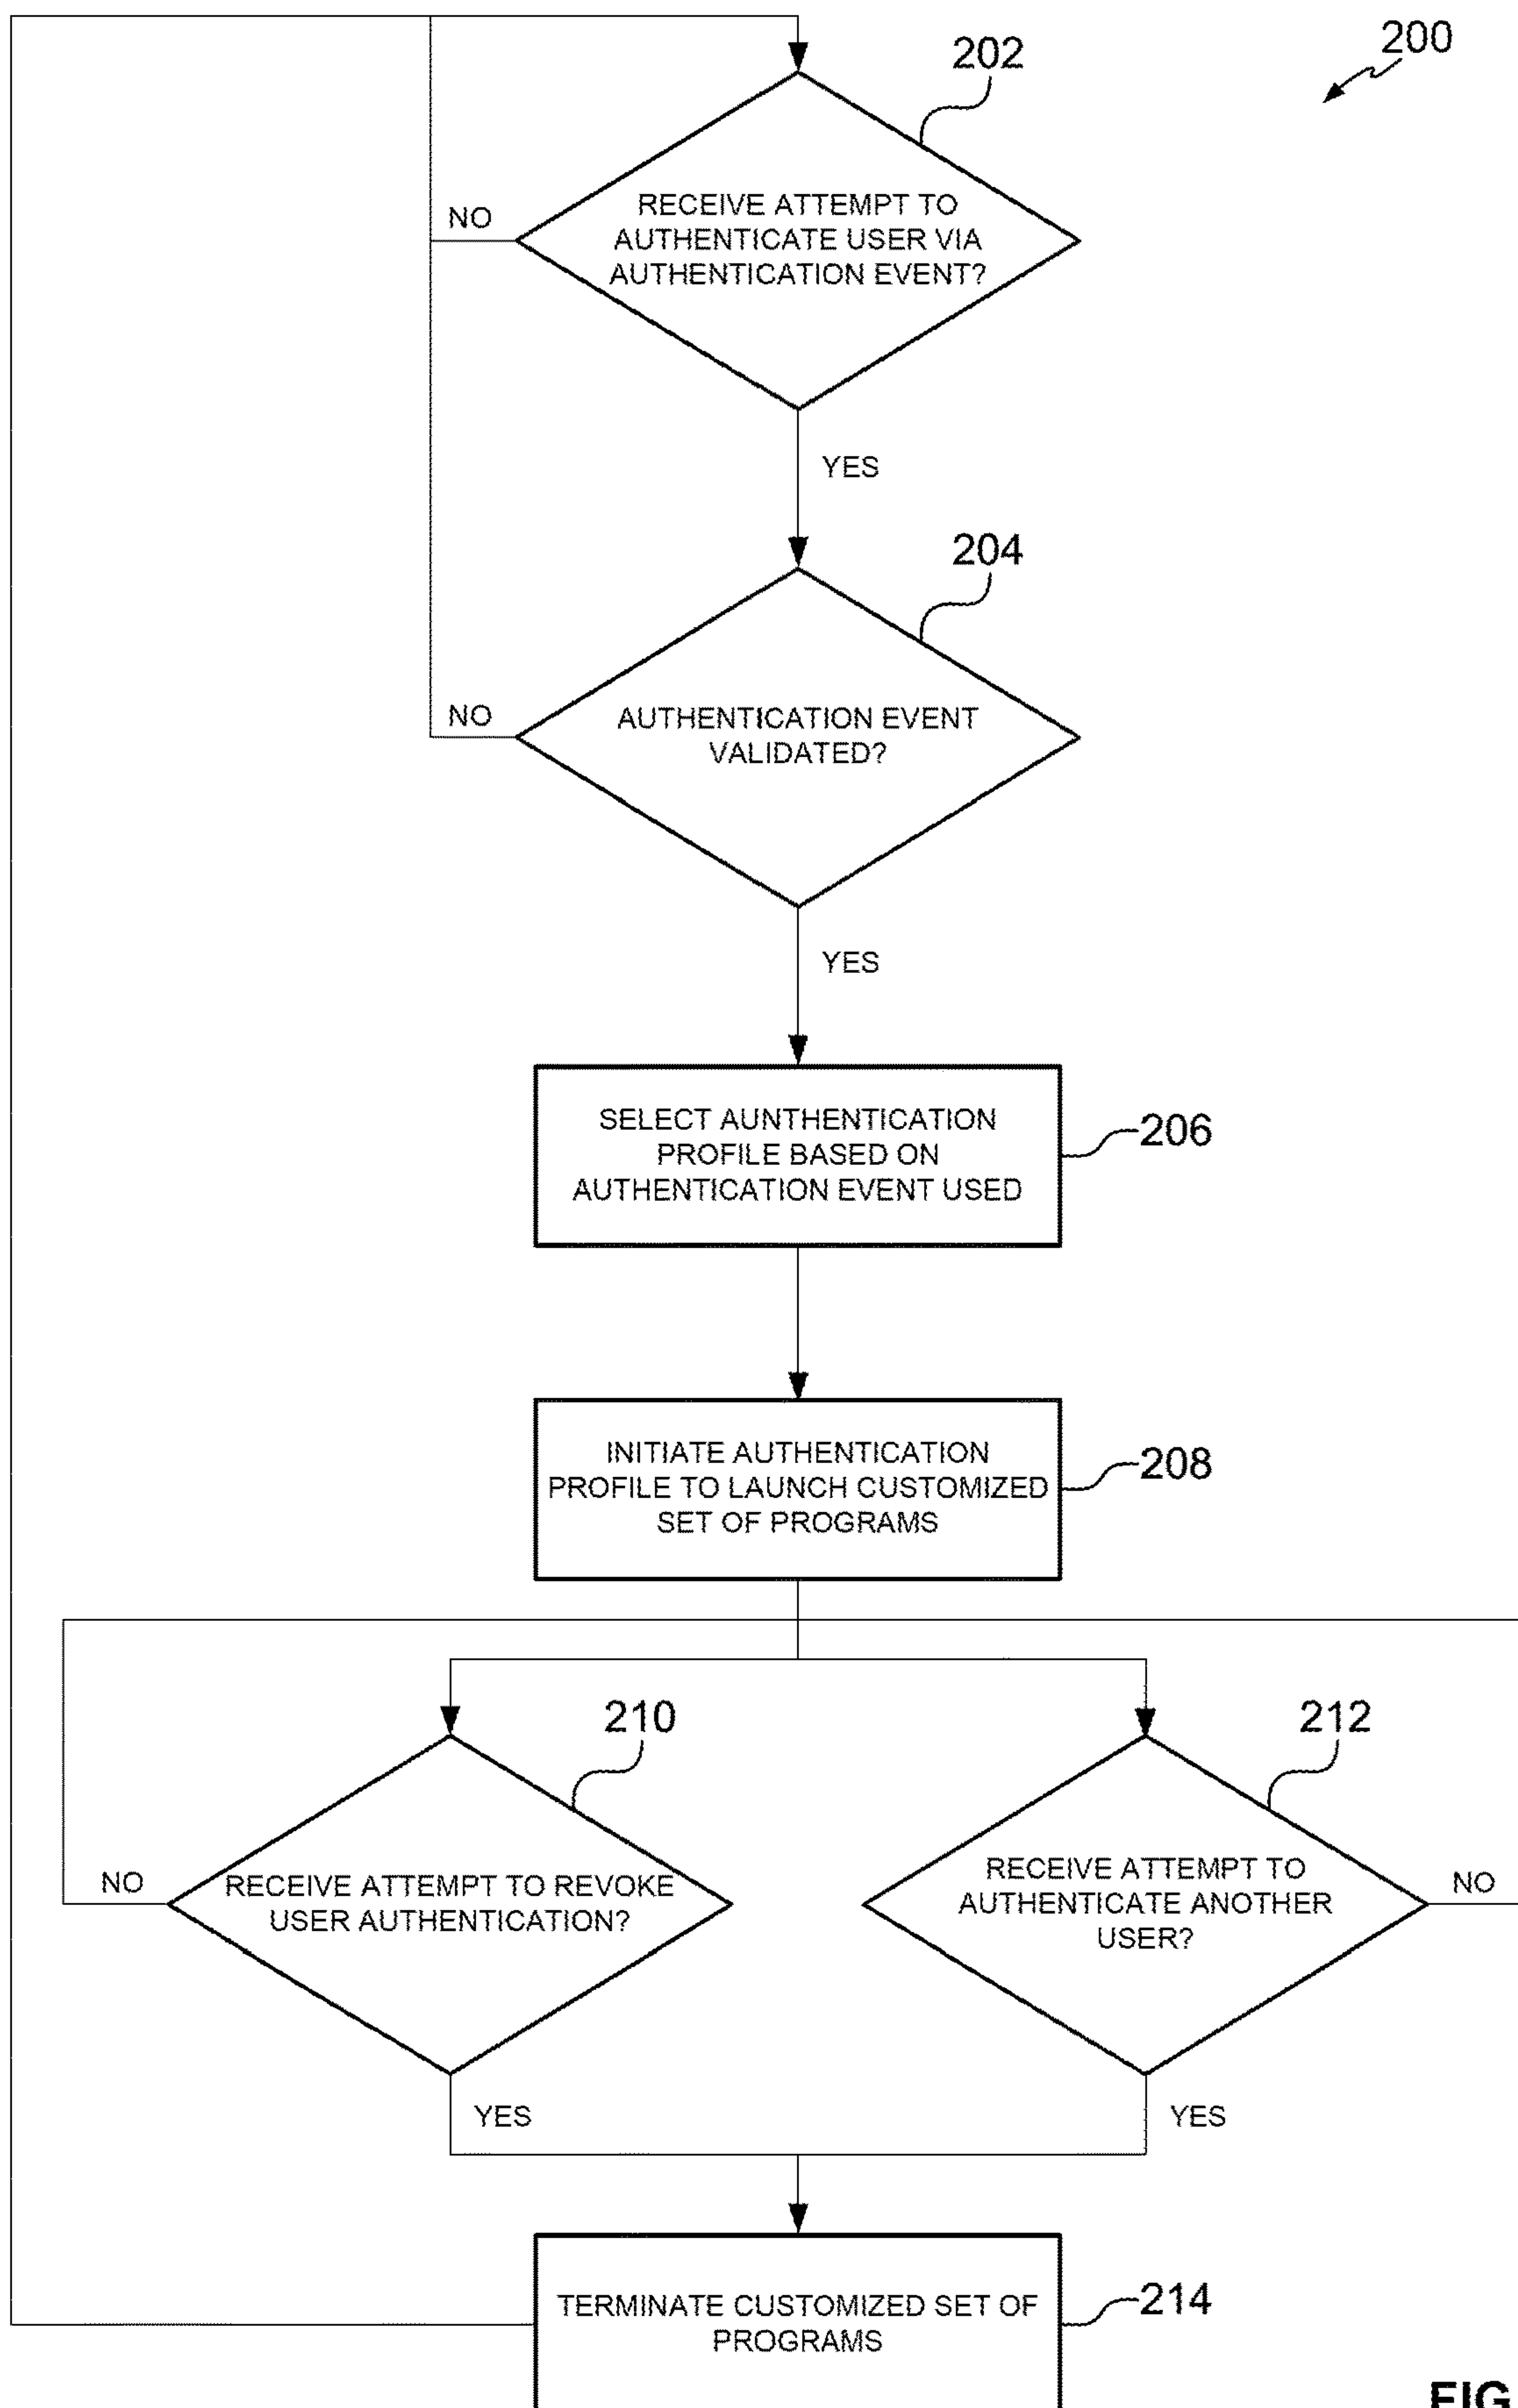 200
202
RECEIVE ATTEMPT TO
AUTHENTICATE USER VIA
AUTHENTICATION EVENT?
NO
YES
204
AUTHENTICATION EVENT
VALIDATED?
NO
YES
SELECT AUNTHENTICATION
PROFILE BASED ON
AUTHENTICATION EVENT USED
206
INITIATE AUTHENTICATION
PROFILE TO LAUNCH CUSTOMIZED
SET OF PROGRAMS
208
210
212
NO
RECEIVE ATTEMPT TO REVOKE
USER AUTHENTICATION?
RECEIVE ATTEMPT TO
AUTHENTICATE ANOTHER
USER?
NO
YES
YES
TERMINATE CUSTOMIZED SET OF
PROGRAMS
214
FIG